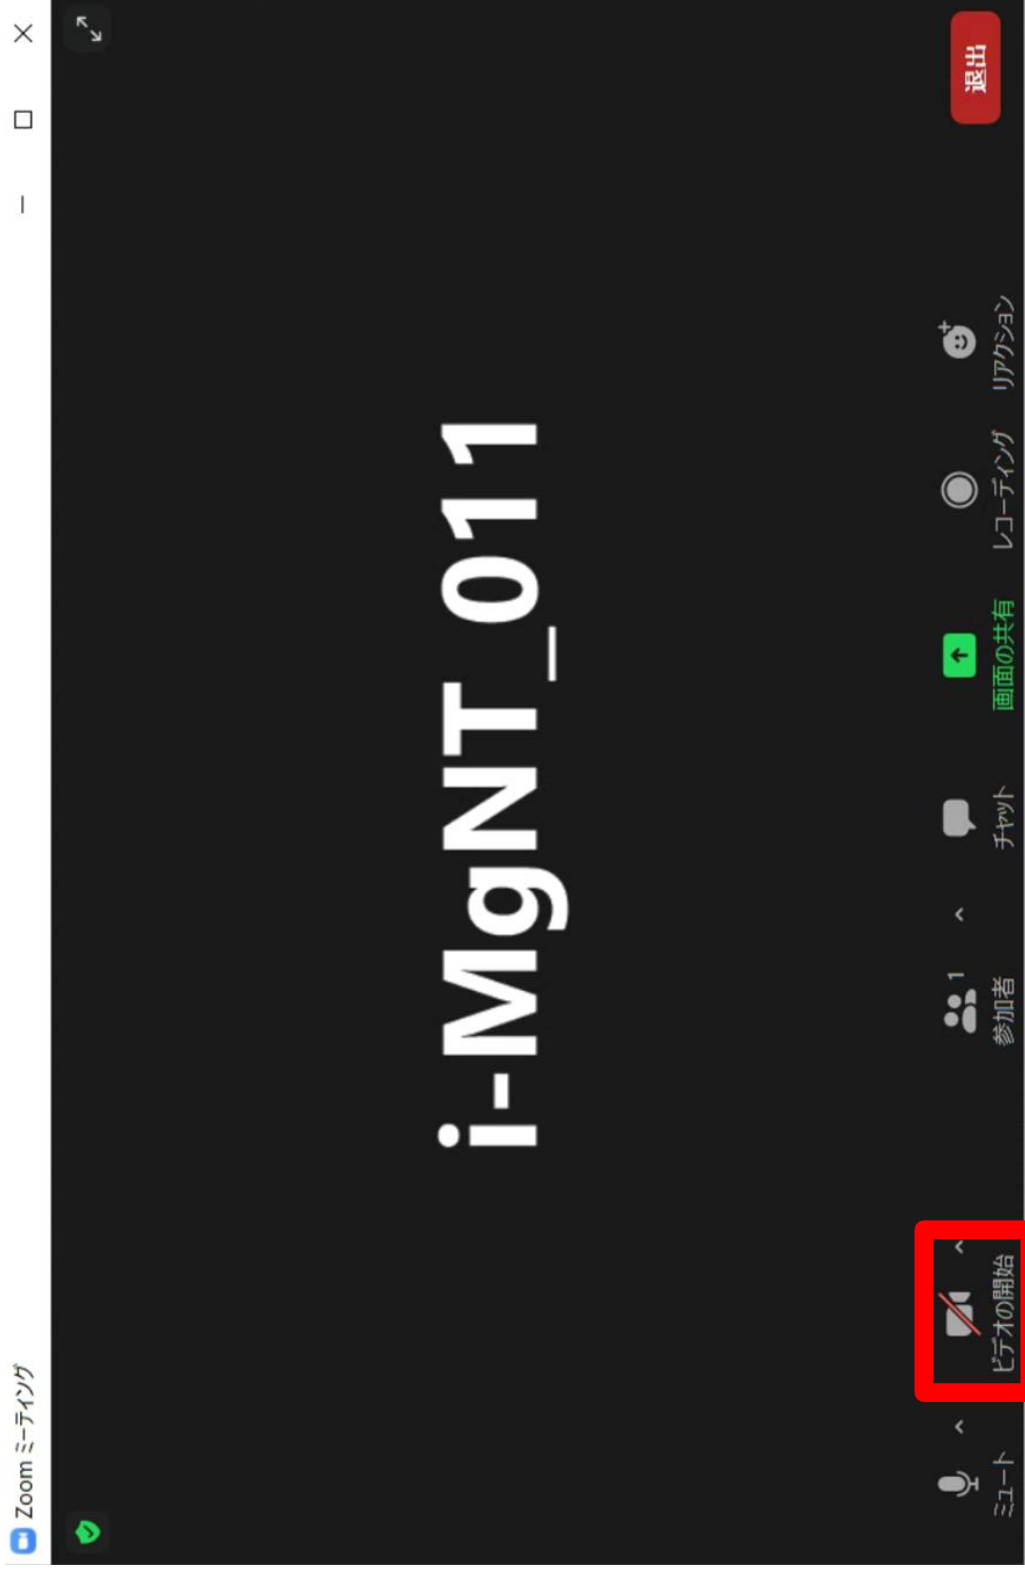 Zoom ミーティング
i-MgNT_011
ミュート
ビデオの開始
参加者
1
チャット
画面の共有
レコーディング
リアクション
退出